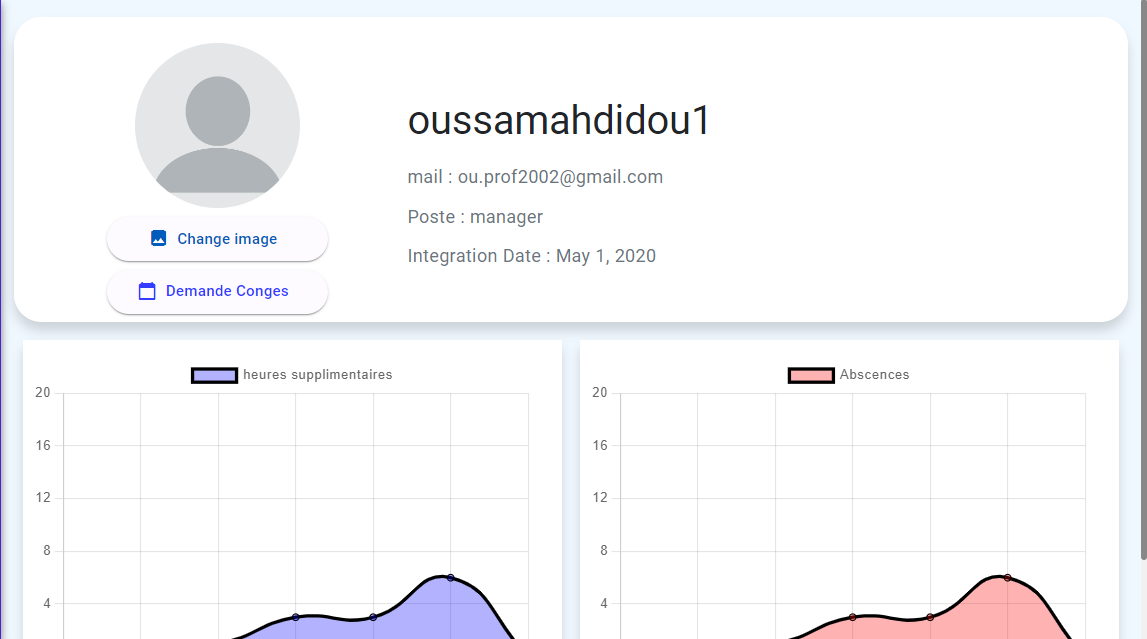 oussamahdidou1
mail : ou.prof2002@gmail.com
Poste : manager
Integration Date : May 1, 2020
Change image
Demande Conges
heures supplimentaires
20
16
12
8
4
Abscences
20
16
12
8
4